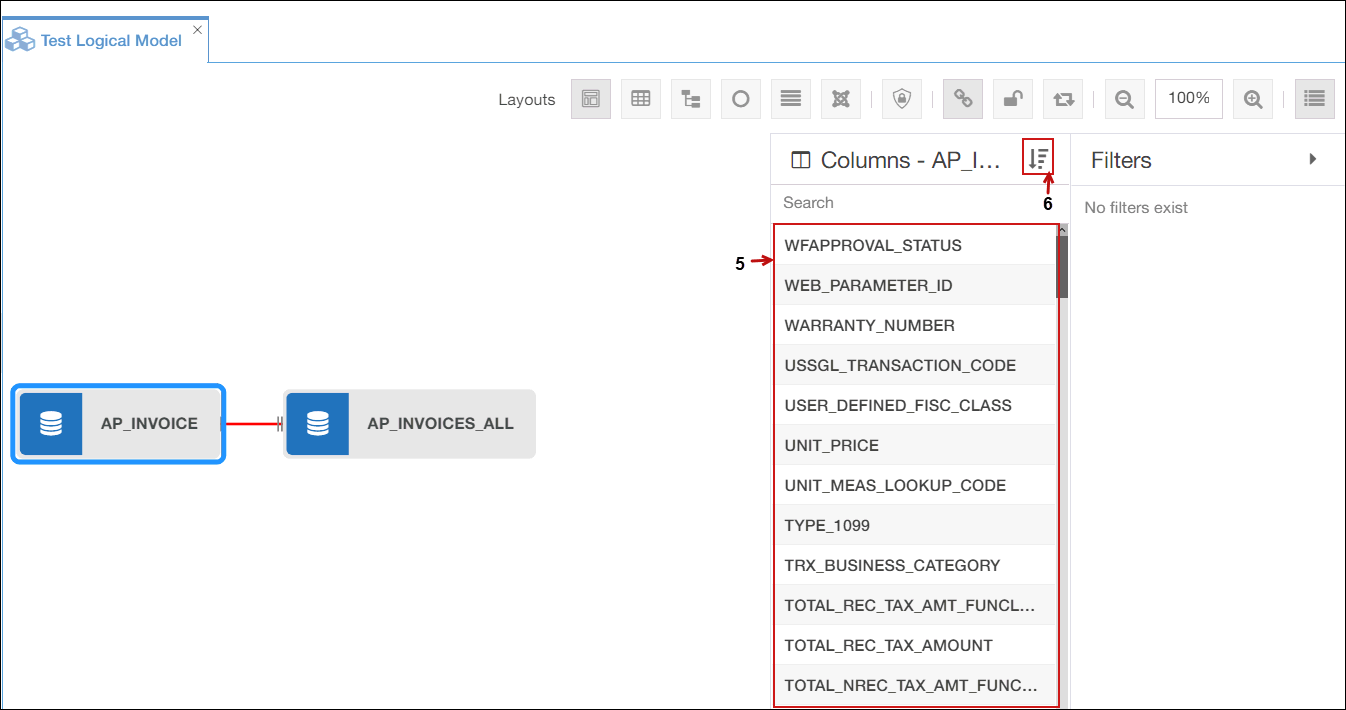 Test Logical Model
Layouts
100%
Columns - AP_I...
Filters
Search
6
No filters exist
5
WFAPPROVAL_STATUS
WEB_PARAMETER_ID
WARRANTY_NUMBER
USSGL_TRANSACTION_CODE
USER_DEFINED_FISC_CLASS
UNIT_PRICE
UNIT_MEAS_LOOKUP_CODE
TYPE_1099
TRX_BUSINESS_CATEGORY
TOTAL_REC_TAX_AMT_FUNCL...
TOTAL_REC_TAX_AMOUNT
TOTAL_NREC_TAX_AMT_FUNC...
AP_INVOICE
AP_INVOICES_ALL